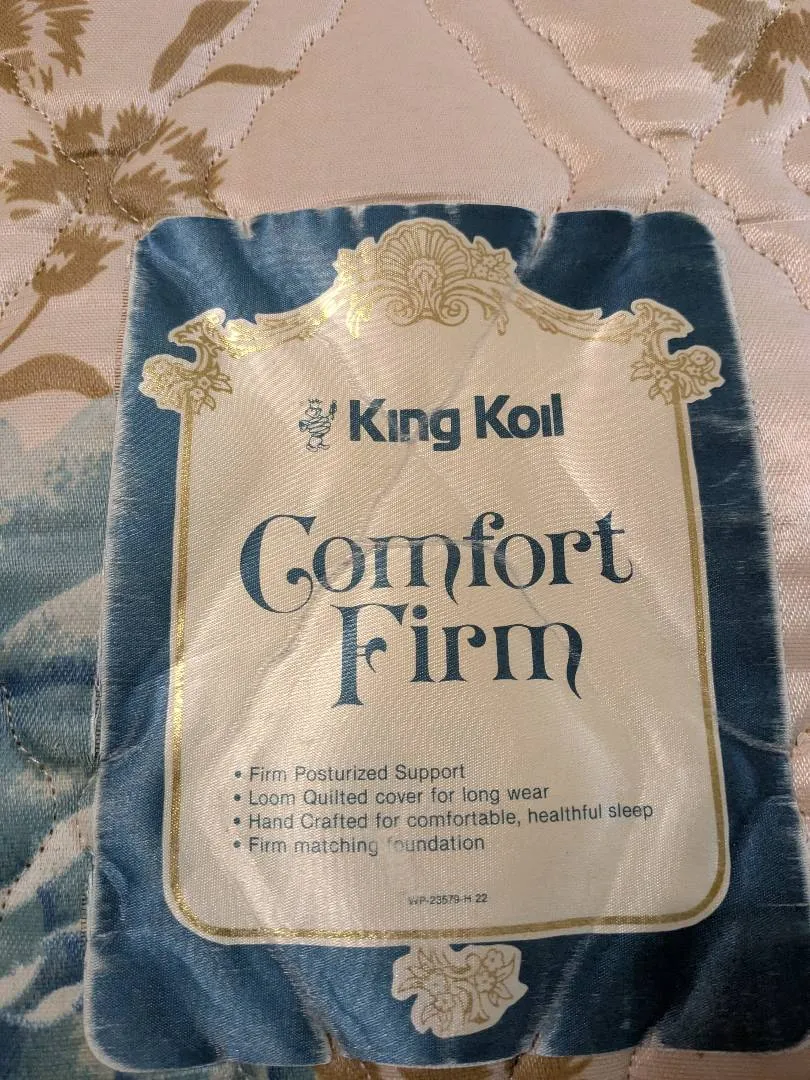 King Koil
Comfort
Firm
• Firm Posturized Support
• Loom Quilted cover for long wear
• Hand Crafted for comfortable, healthful sleep
• Firm matching foundation
WP-23579-H 22